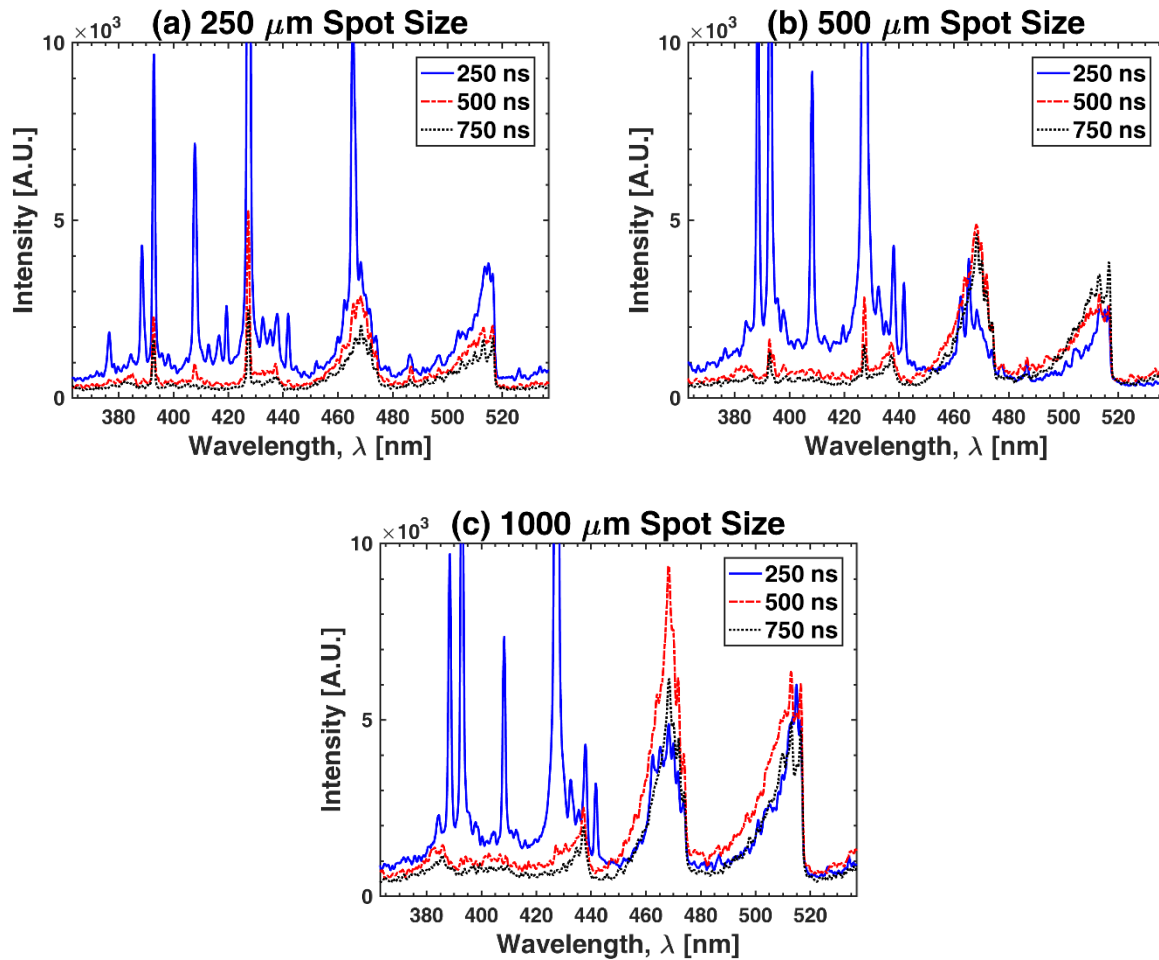 (a) 250 μm Spot Size
×10³
10
5
0
Intensity [A.U.]
250 ns
500 ns
750 ns
380 400 420 440 460 480 500 520
Wavelength, λ [nm]
(b) 500 μm Spot Size
×10³
10
5
0
Intensity [A.U.]
250 ns
500 ns
750 ns
380 400 420 440 460 480 500 520
Wavelength, λ [nm]
(c) 1000 μm Spot Size
×10³
10
5
0
Intensity [A.U.]
250 ns
500 ns
750 ns
380 400 420 440 460 480 500 520
Wavelength, λ [nm]